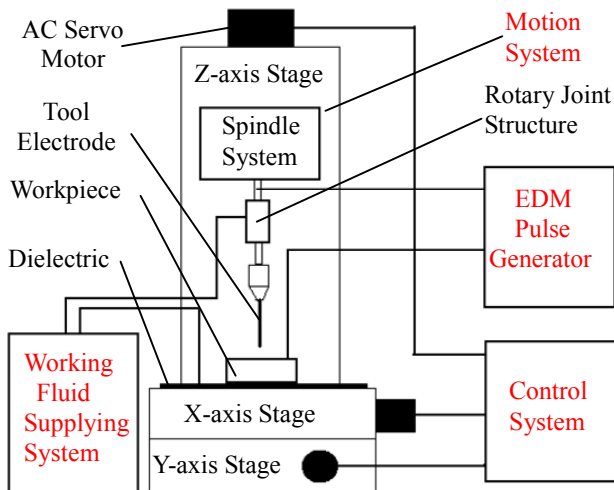 AC Servo
Motor
Z-axis Stage
Motion
System
Tool
Electrode
Spindle
System
Rotary Joint
Structure
Workpiece
EDM
Pulse
Generator
Dielectric
Working
Fluid
Supplying
System
X-axis Stage
Control
System
Y-axis Stage